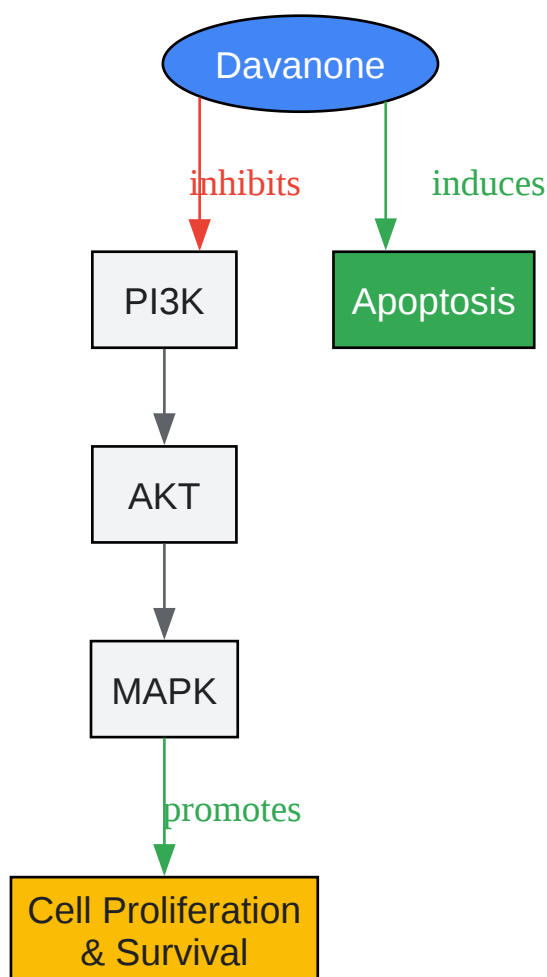 Davanone
inhibits
induces
PI3K
Apoptosis
AKT
MAPK
promotes
Cell Proliferation
& Survival